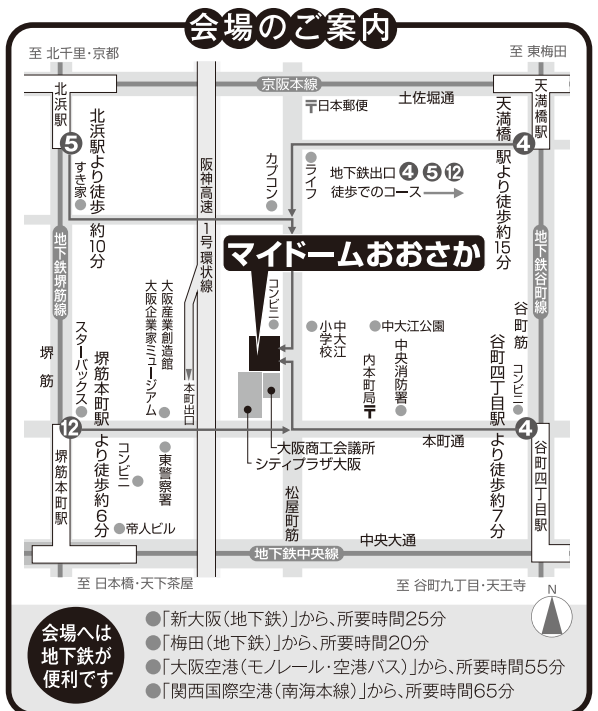 会場のご案内
至 北千里・京都
至 東梅田
京阪本線
北浜駅
天満橋駅
〒日本郵便
土佐堀通
5
4
北浜駅より徒歩 約10分
すき家
阪神高速 1号環状線
カプコン
ライフ
地下鉄出口 4 5 12
徒歩でのコース
天満橋駅より徒歩約15分
地下鉄堺筋線
地下鉄谷町線
マイドームおおさか
コンビニ
堺筋
スターバックス
堺筋本町駅より徒歩約6分
大阪産業創造館
大阪企業家ミュージアム
本町出口
中大江
小学校
中大江公園
内本町局
〒
中央消防署
谷町筋
コンビニ
谷町四丁目駅より徒歩約7分
12
4
本町通
大阪商工会議所
シティプラザ大阪
堺筋本町駅
コンビニ
東警察署
帝人ビル
松屋町筋
谷町四丁目駅
中央大通
地下鉄中央線
至 日本橋・天下茶屋
至 谷町九丁目・天王寺
N
会場へは
地下鉄が
便利です
●「新大阪(地下鉄)」から、所要時間25分
●「梅田(地下鉄)」から、所要時間20分
●「大阪空港(モノレール・空港バス)」から、所要時間55分
●「関西国際空港(南海本線)」から、所要時間65分